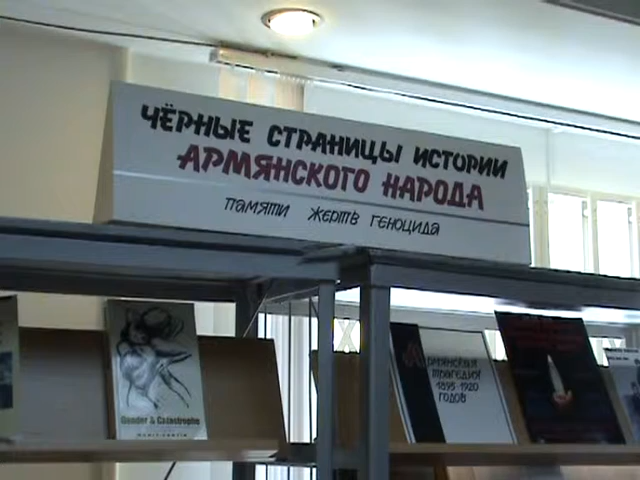 ЧЁРНЫЕ СТРАНИЦЫ ИСТОРИИ
АРМЯНСКОГО НАРОДА
ПАМЯТИ ЖЕРТВ ГЕНОЦИДА
Gender & Catastrophe
АРМЯНСКАЯ
ТРАГЕДИЯ
1895-1920
ГОДОВ